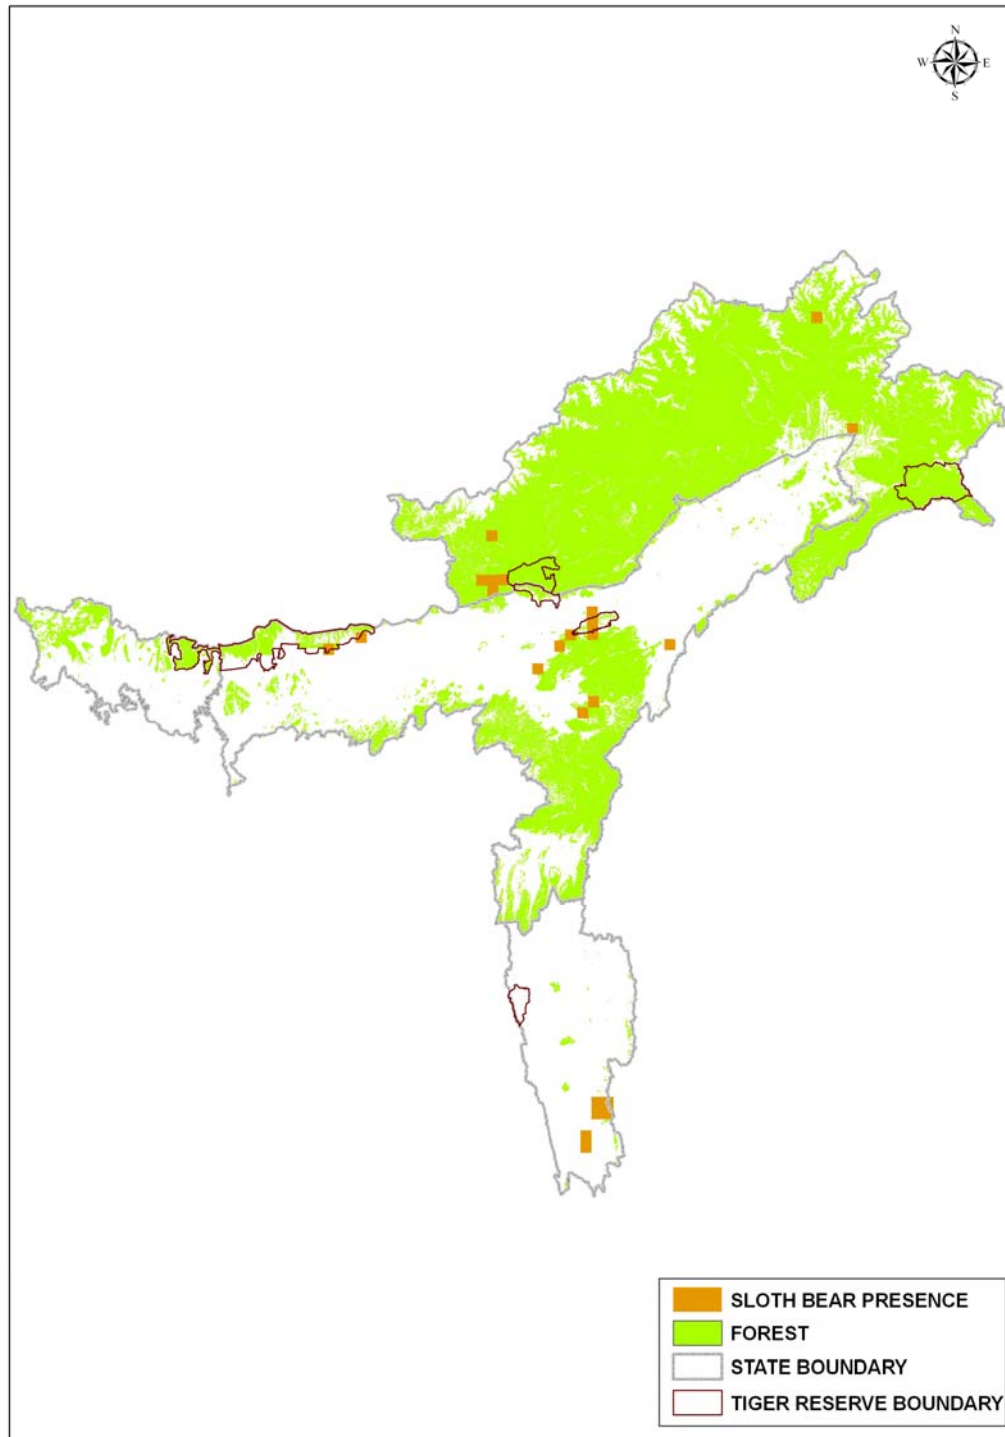 N
W E
S
SLOTH BEAR PRESENCE
FOREST
STATE BOUNDARY
TIGER RESERVE BOUNDARY